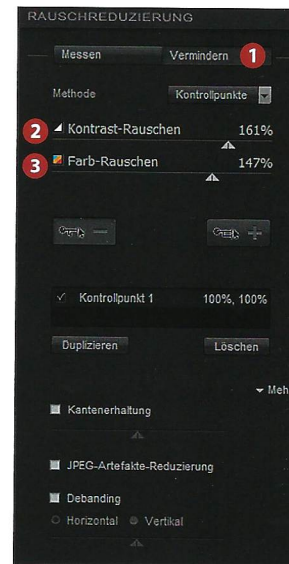 RAUSCHREDUZIERUNG
Messen Vermindern 1
Methode Kontrollpunkte
2 Kontrast-Rauschen 161%
3 Farb-Rauschen 147%
Kontrollpunkt 1 100%, 100%
Duplizieren Löschen
Meh
Kantenerhaltung
JPEG-Artefakte-Reduzierung
Debanding
Horizontal Vertikal